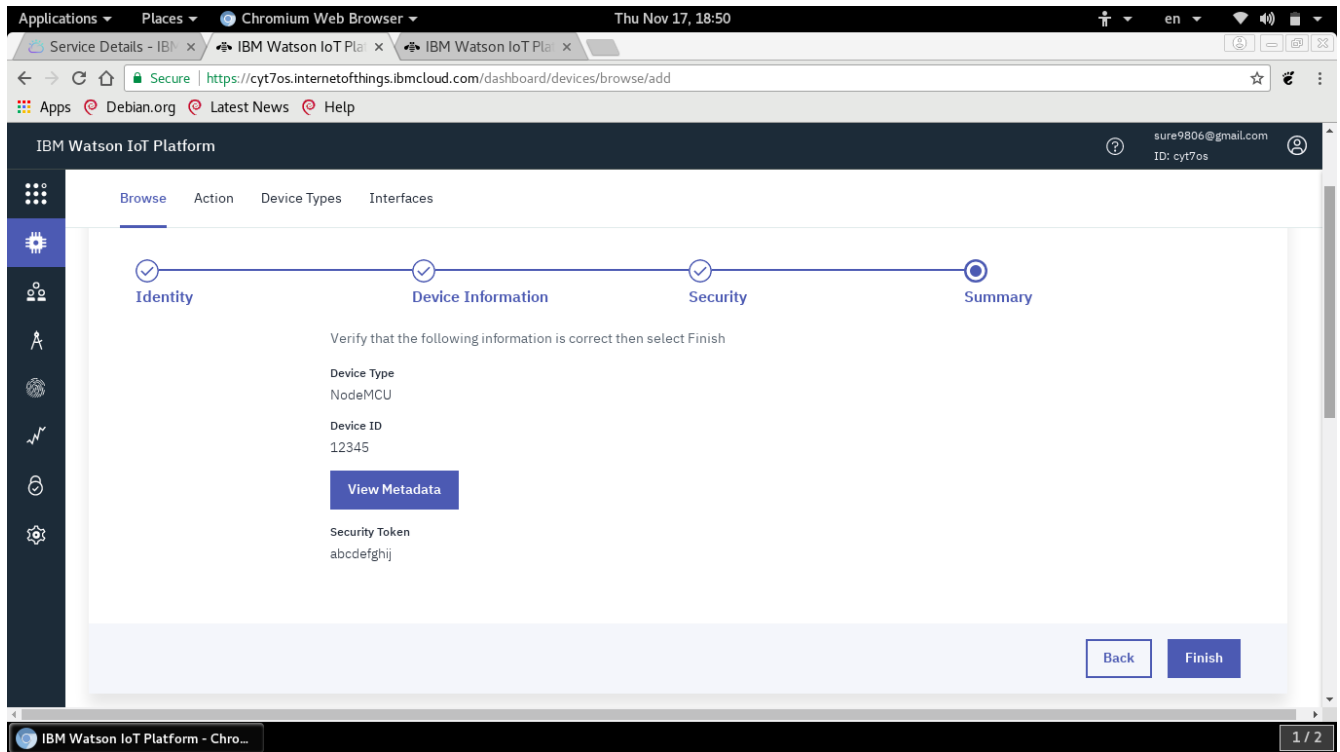 Applications Places Chromium Web Browser Thu Nov 17, 18:50 en
Service Details - IBM IBM Watson IoT Pla IBM Watson IoT Pla
Secure https://cyt7os.internetofthings.ibmcloud.com/dashboard/devices/browse/add
Apps Debian.org Latest News Help
IBM Watson IoT Platform
sure9806@gmail.com
ID: cyt7os
Browse Action Device Types Interfaces
Identity Device Information Security Summary
Verify that the following information is correct then select Finish
Device Type
NodeMCU
Device ID
12345
View Metadata
Security Token
abcdefghij
Back Finish
IBM Watson IoT Platform - Chro... 1 / 2